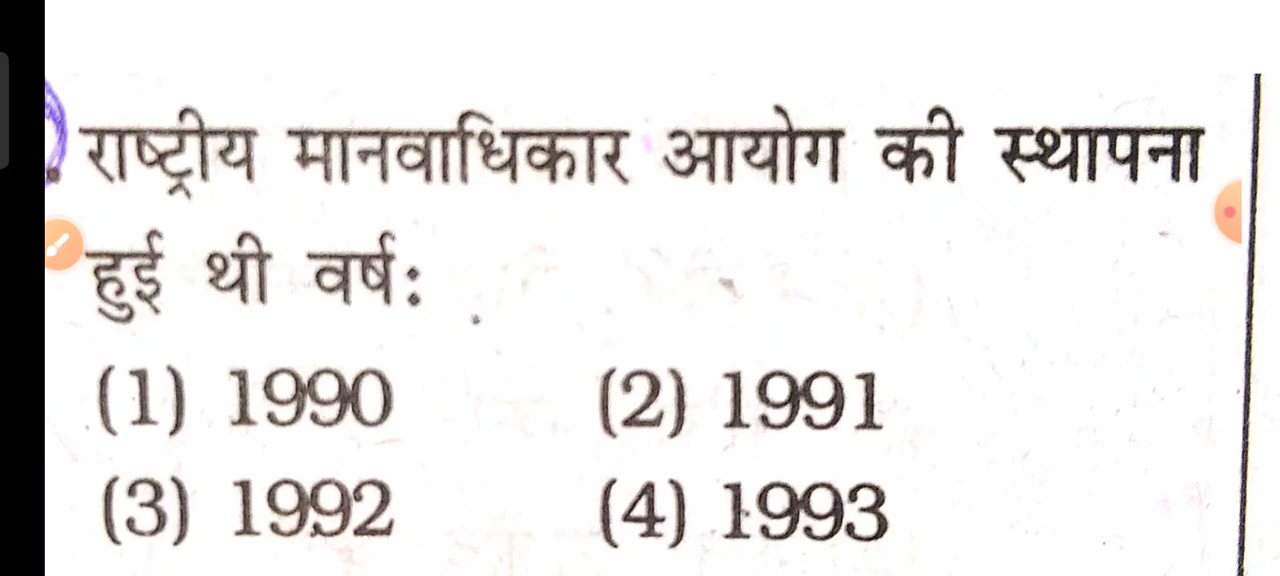 राष्ट्रीय मानवाधिकार आयोग की स्थापना
हुई थी वर्ष:
(1) 1990 (2) 1991
(3) 1992 (4) 1993